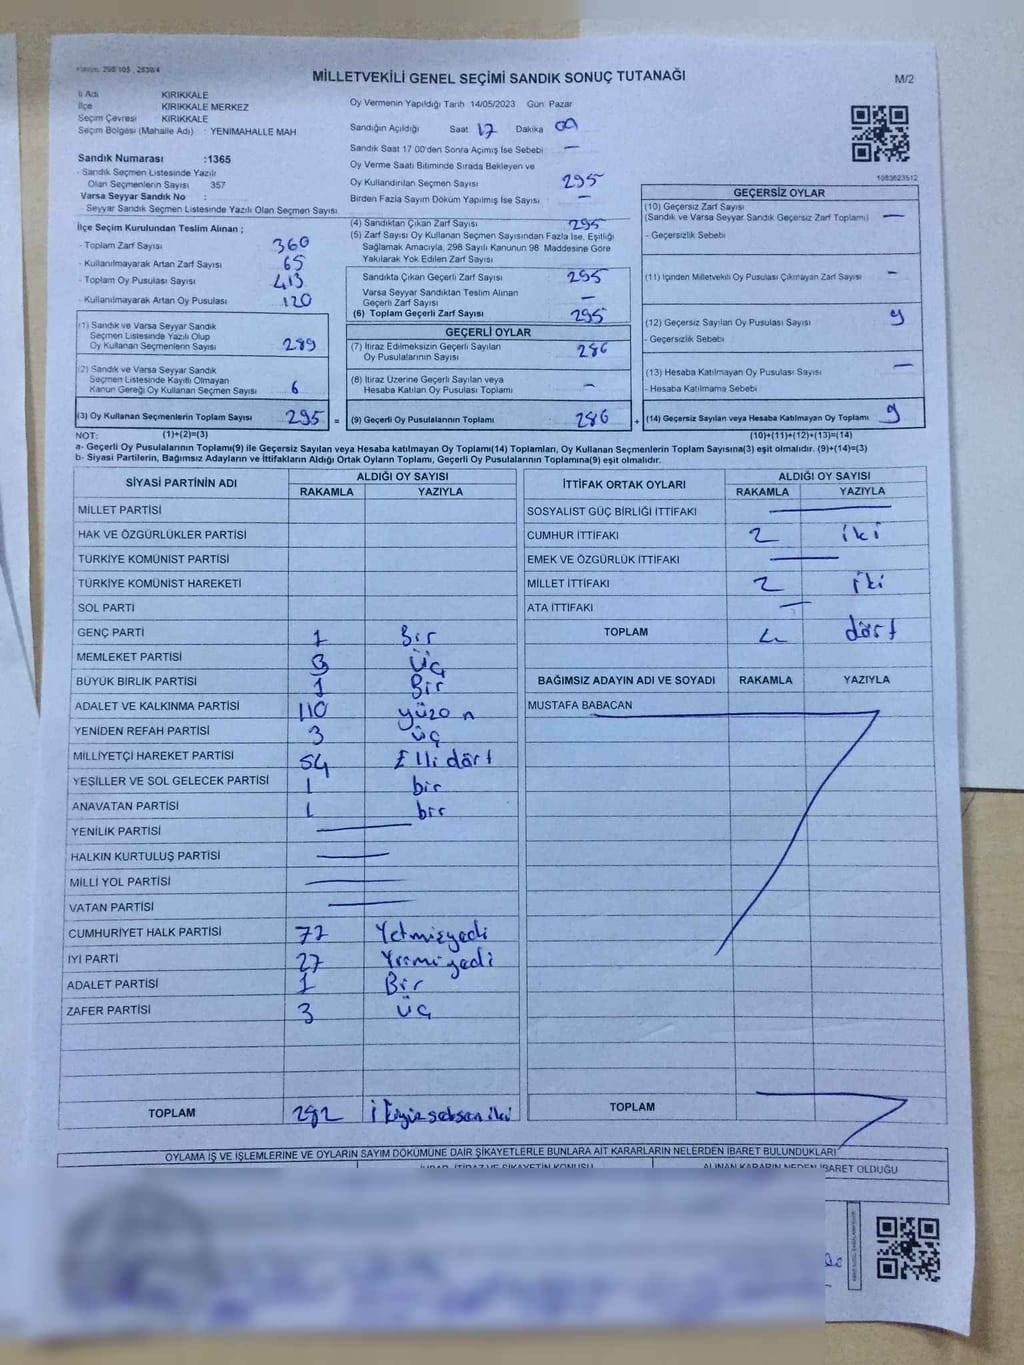 MİLLETVEKİLİ GENEL SEÇİMİ SANDIK SONUÇ TUTANAĞI
M/2
İl Adı KIRIKKALE
İlçe KIRIKKALE MERKEZ
Seçim Çevresi KIRIKKALE
Seçim Bölgesi (Mahalle Adı) : YENIMAHALLE MAH
Sandık Numarası :1365
- Sandık Seçmen Listesinde Yazılı
Olan Seçmenlerin Sayısı 357
Varsa Seyyar Sandık No :
- Seyyar Sandık Seçmen Listesinde Yazılı Olan Seçmen Sayısı
İlçe Seçim Kurulundan Teslim Alınan ;
- Toplam Zarf Sayısı 360
- Kullanılmayarak Artan Zarf Sayısı 65
- Toplam Oy Pusulası Sayısı 413
- Kullanılmayarak Artan Oy Pusulası 120
(1) Sandık ve Varsa Seyyar Sandık
Seçmen Listesinde Yazılı Olup
Oy Kullanan Seçmenlerin Sayısı 289
(2) Sandık ve Varsa Seyyar Sandık
Seçmen Listesinde Kayıtlı Olmayan
Kanun Gereği Oy Kullanan Seçmen Sayısı 6
(3) Oy Kullanan Seçmenlerin Toplam Sayısı 295 =
Oy Vermenin Yapıldığı Tarih 14/05/2023 Gün Pazar
Sandığın Açıldığı Saat 17 Dakika 00
Sandık Saat 17 00'den Sonra Açımış İse Sebebi —
Oy Verme Saati Bitiminde Sırada Bekleyen ve
Oy Kullandırılan Seçmen Sayısı 295
Birden Fazla Sayım Döküm Yapılmış İse Sayısı —
(4) Sandıktan Çıkan Zarf Sayısı 295
(5) Zarf Sayısı Oy Kullanan Seçmen Sayısından Fazla İse, Eşitliği
Sağlamak Amacıyla, 298 Sayılı Kanunun 98. Maddesine Göre
Yakılarak Yok Edilen Zarf Sayısı
Sandıkta Çıkan Geçerli Zarf Sayısı 295
Varsa Seyyar Sandıktan Teslim Alınan
Geçerli Zarf Sayısı —
(6) Toplam Geçerli Zarf Sayısı 295
GEÇERLİ OYLAR
(7) İtiraz Edilmeksizin Geçerli Sayılan
Oy Pusulalarının Sayısı 286
(8) İtiraz Üzerine Geçerli Sayılan veya
Hesaba Katılan Oy Pusulası Toplamı —
(9) Geçerli Oy Pusulalarının Toplamı 286 +
1083623512
GEÇERSİZ OYLAR
(10) Geçersiz Zarf Sayısı
(Sandık ve Varsa Seyyar Sandık Geçersiz Zarf Toplamı) —
- Geçersizlik Sebebi
(11) İçinden Milletvekili Oy Pusulası Çıkmayan Zarf Sayısı —
(12) Geçersiz Sayılan Oy Pusulası Sayısı 9
- Geçersizlik Sebebi
(13) Hesaba Katılmayan Oy Pusulası Sayısı —
- Hesaba Katılmama Sebebi
(14) Geçersiz Sayılan veya Hesaba Katılmayan Oy Toplamı 9
NOT: (1)+(2)=(3) (10)+(11)+(12)+(13)=(14)
a- Geçerli Oy Pusulalarının Toplamı(9) ile Geçersiz Sayılan veya Hesaba katılmayan Oy Toplamı(14) Toplamları, Oy Kullanan Seçmenlerin Toplam Sayısına(3) eşit olmalıdır. (9)+(14)=(3)
b- Siyasi Partilerin, Bağımsız Adayların ve İttifakların Aldığı Ortak Oyların Toplamı, Geçerli Oy Pusulalarının Toplamına(9) eşit olmalıdır.
SİYASİ PARTİNİN ADI ALDIĞI OY SAYISI
RAKAMLA YAZIYLA
MİLLET PARTİSİ
HAK VE ÖZGÜRLÜKLER PARTİSİ
TÜRKİYE KOMÜNİST PARTİSİ
TÜRKİYE KOMÜNİST HAREKETİ
SOL PARTİ
GENÇ PARTİ 1 Bir
MEMLEKET PARTİSİ 3 Üç
BÜYÜK BİRLİK PARTİSİ 1 Bir
ADALET VE KALKINMA PARTİSİ 110 yüzon
YENİDEN REFAH PARTİSİ 3 üç
MİLLİYETÇİ HAREKET PARTİSİ 54 Ellidört
YEŞİLLER VE SOL GELECEK PARTİSİ 1 bir
ANAVATAN PARTİSİ 1 bir
YENİLİK PARTİSİ —
HALKIN KURTULUŞ PARTİSİ —
MİLLİ YOL PARTİSİ —
VATAN PARTİSİ —
CUMHURİYET HALK PARTİSİ 77 Yetmişyedi
İYİ PARTİ 27 Yirmiyedi
ADALET PARTİSİ 1 Bir
ZAFER PARTİSİ 3 Üç
TOPLAM 282 İkiyüzsekseniki
İTTİFAK ORTAK OYLARI ALDIĞI OY SAYISI
RAKAMLA YAZIYLA
SOSYALİST GÜÇ BİRLİĞİ İTTİFAKI —
CUMHUR İTTİFAKI 2 iki
EMEK VE ÖZGÜRLÜK İTTİFAKI —
MİLLET İTTİFAKI 2 iki
ATA İTTİFAKI —
TOPLAM 4 dört
BAĞIMSIZ ADAYIN ADI VE SOYADI RAKAMLA YAZIYLA
MUSTAFA BABACAN
TOPLAM
OYLAMA İŞ VE İŞLEMLERİNE VE OYLARIN SAYIM DÖKÜMÜNE DAİR ŞİKAYETLERLE BUNLARA AİT KARARLARIN NELERDEN İBARET BULUNDUKLARI
ALINAN KARARIN NEDEN İBARET OLDUĞU